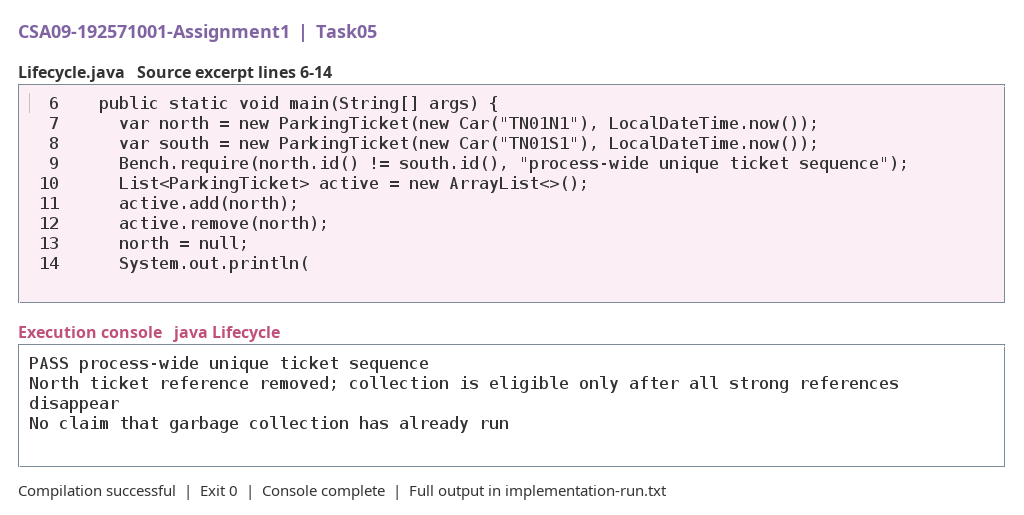 CSA09-192571001-Assignment1 | Task05
Lifecycle.java Source excerpt lines 6-14
6 public static void main(String[] args) {
7 var north = new ParkingTicket(new Car("TN01N1"), LocalDateTime.now());
8 var south = new ParkingTicket(new Car("TN01S1"), LocalDateTime.now());
9 Bench.require(north.id() != south.id(), "process-wide unique ticket sequence");
10 List<ParkingTicket> active = new ArrayList<>();
11 active.add(north);
12 active.remove(north);
13 north = null;
14 System.out.println(
Execution console java Lifecycle
PASS process-wide unique ticket sequence
North ticket reference removed; collection is eligible only after all strong references
disappear
No claim that garbage collection has already run
Compilation successful | Exit 0 | Console complete | Full output in implementation-run.txt